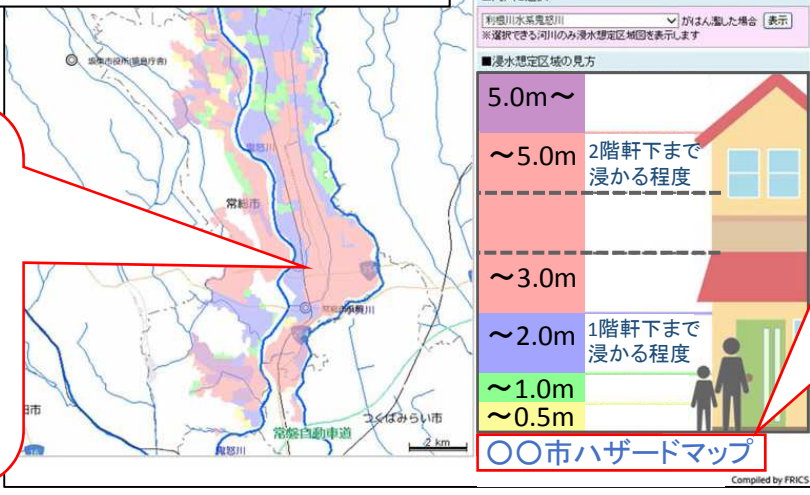 利根川水系鬼怒川 がはん濫した場合 表示
※選択できる河川のみ浸水想定区域図を表示します
■浸水想定区域の見方
5.0m～
～5.0m 2階軒下まで
浸かる程度
～3.0m
～2.0m 1階軒下まで
浸かる程度
～1.0m
～0.5m
〇〇市ハザードマップ
Compiled by FRICS
鬼怒川
常総市
つくばみらい市
常磐自動車道
2 km
鬼怒川